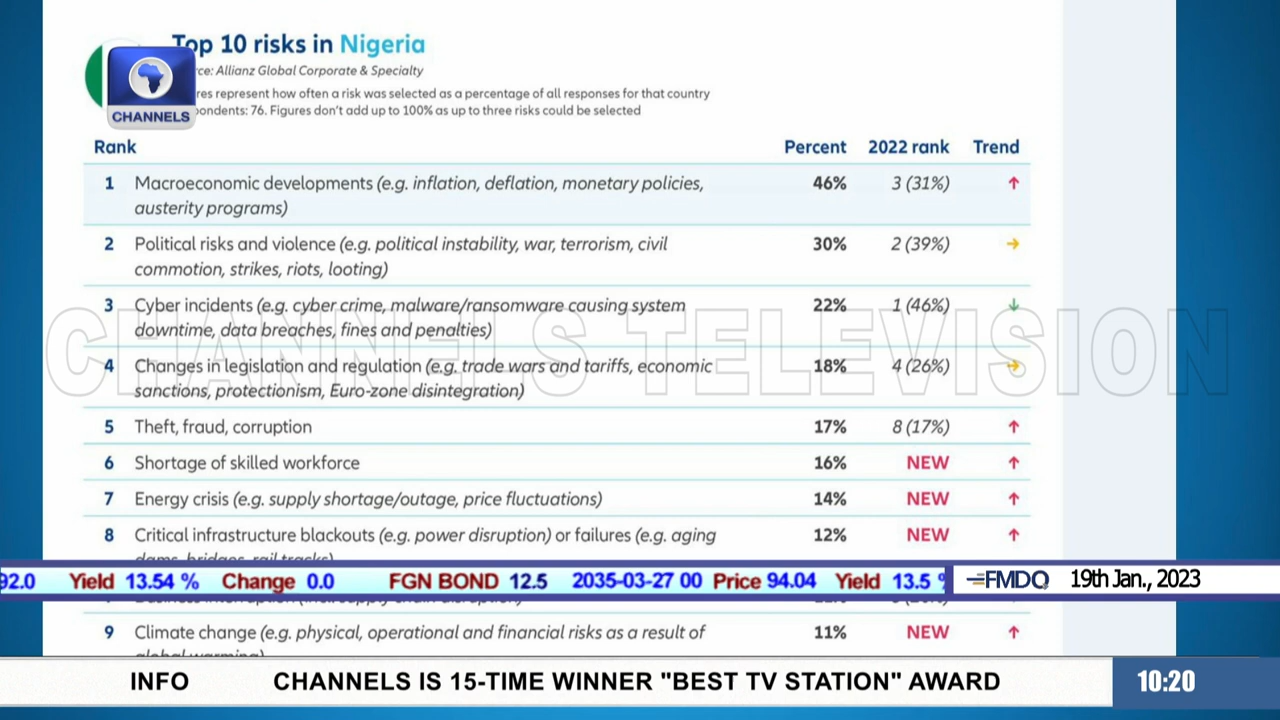 Top 10 risks in Nigeria
Allianz Global Corporate & Specialty
represent how often a risk was selected as a percentage of all responses for that country
76. Figures don't add up to 100% as up to three risks could be selected
CHANNELS
Rank Percent 2022 rank Trend
1 Macroeconomic developments (e.g. inflation, deflation, monetary policies, 46% 3 (31%) ↑
austerity programs)
2 Political risks and violence (e.g. political instability, war, terrorism, civil 30% 2 (39%) →
commotion, strikes, riots, looting)
3 Cyber incidents (e.g. cyber crime, malware/ransomware causing system 22% 1 (46%) ↓
downtime, data breaches, fines and penalties)
CHANNELS TELEVISION
4 Changes in legislation and regulation (e.g. trade wars and tariffs, economic 18% 4 (26%) →
sanctions, protectionism, Euro-zone disintegration)
5 Theft, fraud, corruption 17% 8 (17%) ↑
6 Shortage of skilled workforce 16% NEW ↑
7 Energy crisis (e.g. supply shortage/outage, price fluctuations) 14% NEW ↑
8 Critical infrastructure blackouts (e.g. power disruption) or failures (e.g. aging 12% NEW ↑
dams, bridges, rail tracks)
92.0 Yield 13.54 % Change 0.0 FGN BOND 12.5 2035-03-27 00 Price 94.04 Yield 13.5 FMDQ 19th Jan., 2023
9 Climate change (e.g. physical, operational and financial risks as a result of 11% NEW ↑
global warming)
INFO CHANNELS IS 15-TIME WINNER "BEST TV STATION" AWARD 10:20